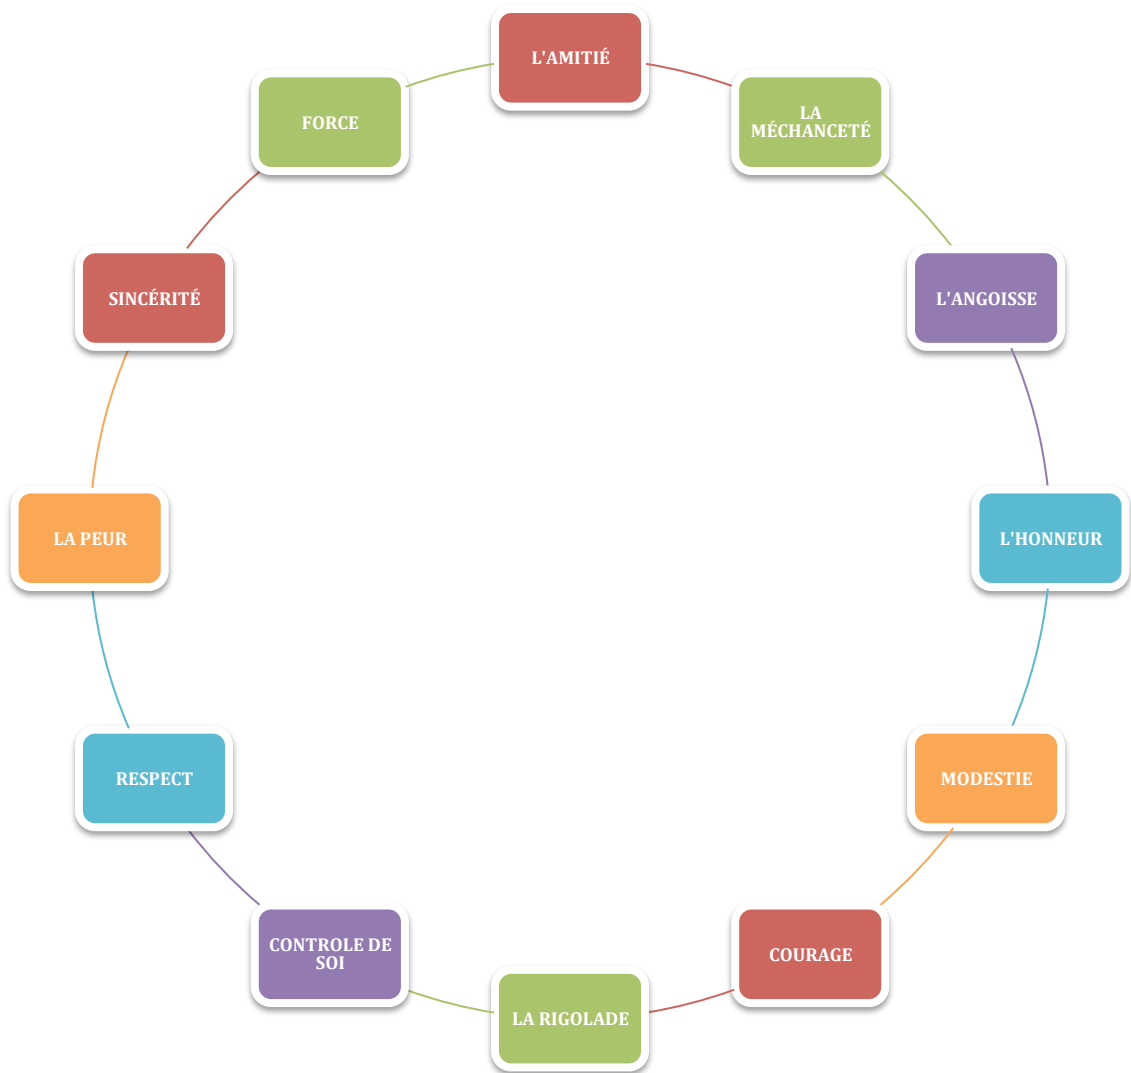 L'AMITIÉ
LA
MÉCHANCETÉ
L'ANGOISSE
L'HONNEUR
MODESTIE
COURAGE
LA RIGOLADE
CONTROLE DE
SOI
RESPECT
LA PEUR
SINCÉRITÉ
FORCE